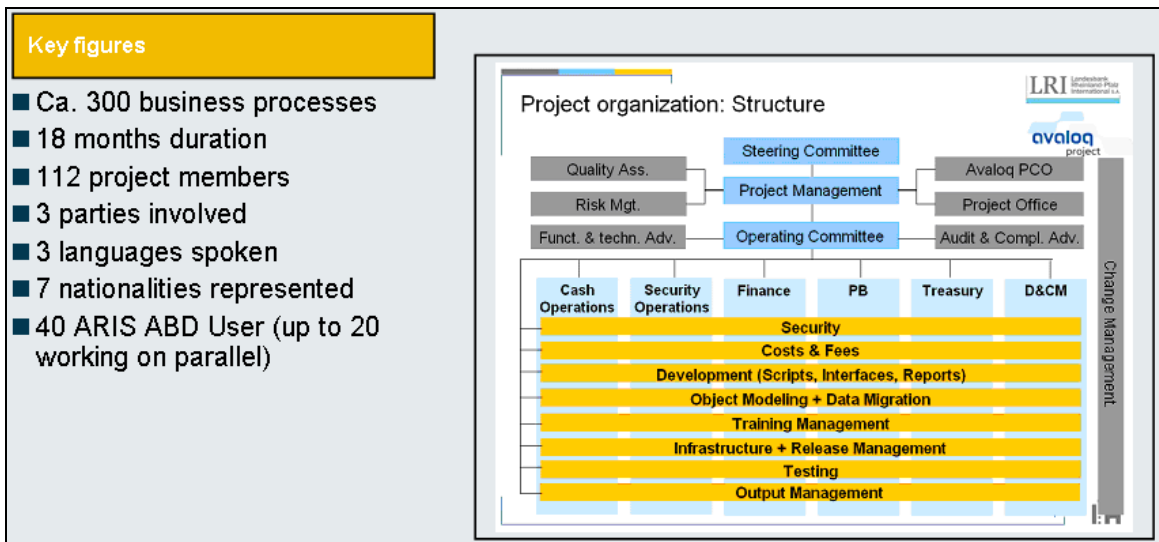 Key figures
■ Ca. 300 business processes
■ 18 months duration
■ 112 project members
■ 3 parties involved
■ 3 languages spoken
■ 7 nationalities represented
■ 40 ARIS ABD User (up to 20
working on parallel)
LRI Landesbank
Rheinland-Pfalz
International S.A.
Project organization: Structure
avaloq
project
Steering Committee
Quality Ass.
Avaloq PCO
Project Management
Risk Mgt.
Project Office
Funct. & techn. Adv.
Operating Committee
Audit & Compl. Adv.
Change Management.
Cash
Operations
Security
Operations
Finance
PB
Treasury
D&CM
Security
Costs & Fees
Development (Scripts, Interfaces, Reports)
Object Modeling + Data Migration
Training Management
Infrastructure + Release Management
Testing
Output Management